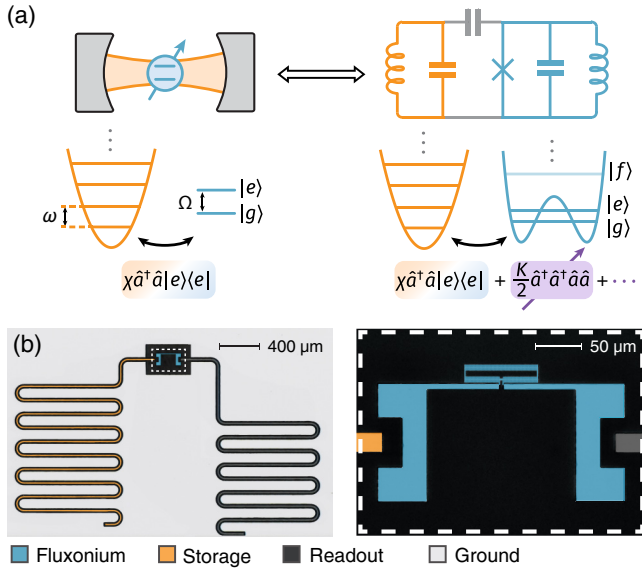 (a)
|f⟩
ω
Ω
|e⟩
|g⟩
|e⟩
|g⟩
χâ†â|e⟩⟨e|
χâ†â|e⟩⟨e| + K/2 â†â†ââ + ⋯
(b)
400 μm
50 μm
Fluxonium
Storage
Readout
Ground